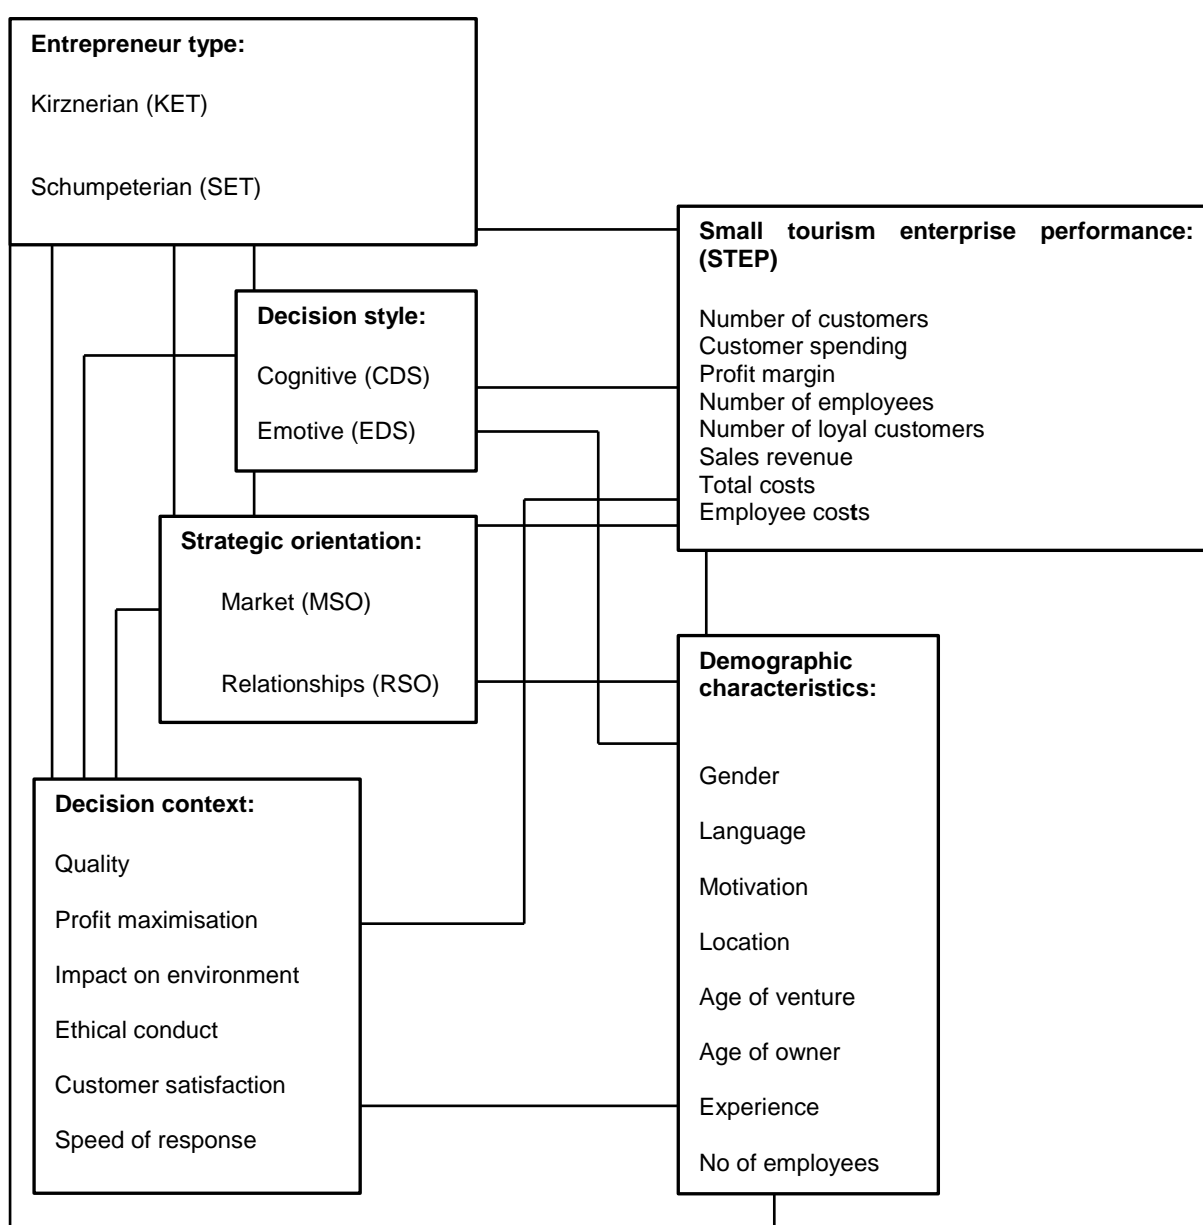 Entrepreneur type:
Kirznerian (KET)
Schumpeterian (SET)
Small tourism enterprise performance:
(STEP)
Number of customers
Customer spending
Profit margin
Number of employees
Number of loyal customers
Sales revenue
Total costs
Employee costs
Decision style:
Cognitive (CDS)
Emotive (EDS)
Strategic orientation:
Market (MSO)
Relationships (RSO)
Demographic
characteristics:
Gender
Language
Motivation
Location
Age of venture
Age of owner
Experience
No of employees
Decision context:
Quality
Profit maximisation
Impact on environment
Ethical conduct
Customer satisfaction
Speed of response